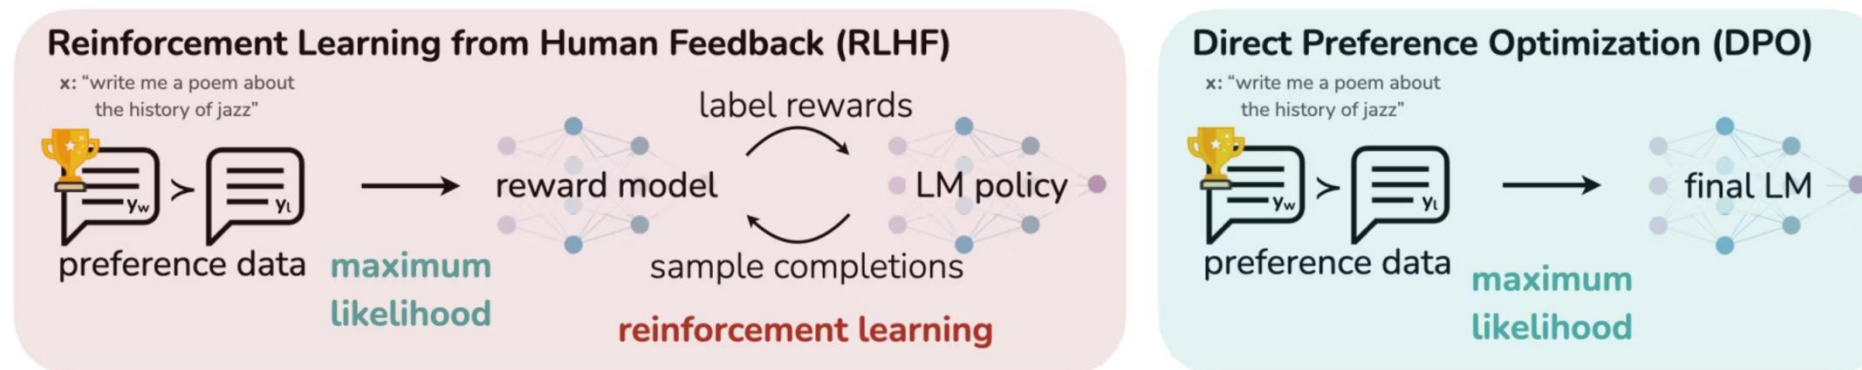 Reinforcement Learning from Human Feedback (RLHF)
x: “write me a poem about
the history of jazz”
label rewards
yw
≻
yl
reward model
LM policy
preference data
maximum
likelihood
sample completions
reinforcement learning
Direct Preference Optimization (DPO)
x: “write me a poem about
the history of jazz”
yw
≻
yl
final LM
preference data
maximum
likelihood